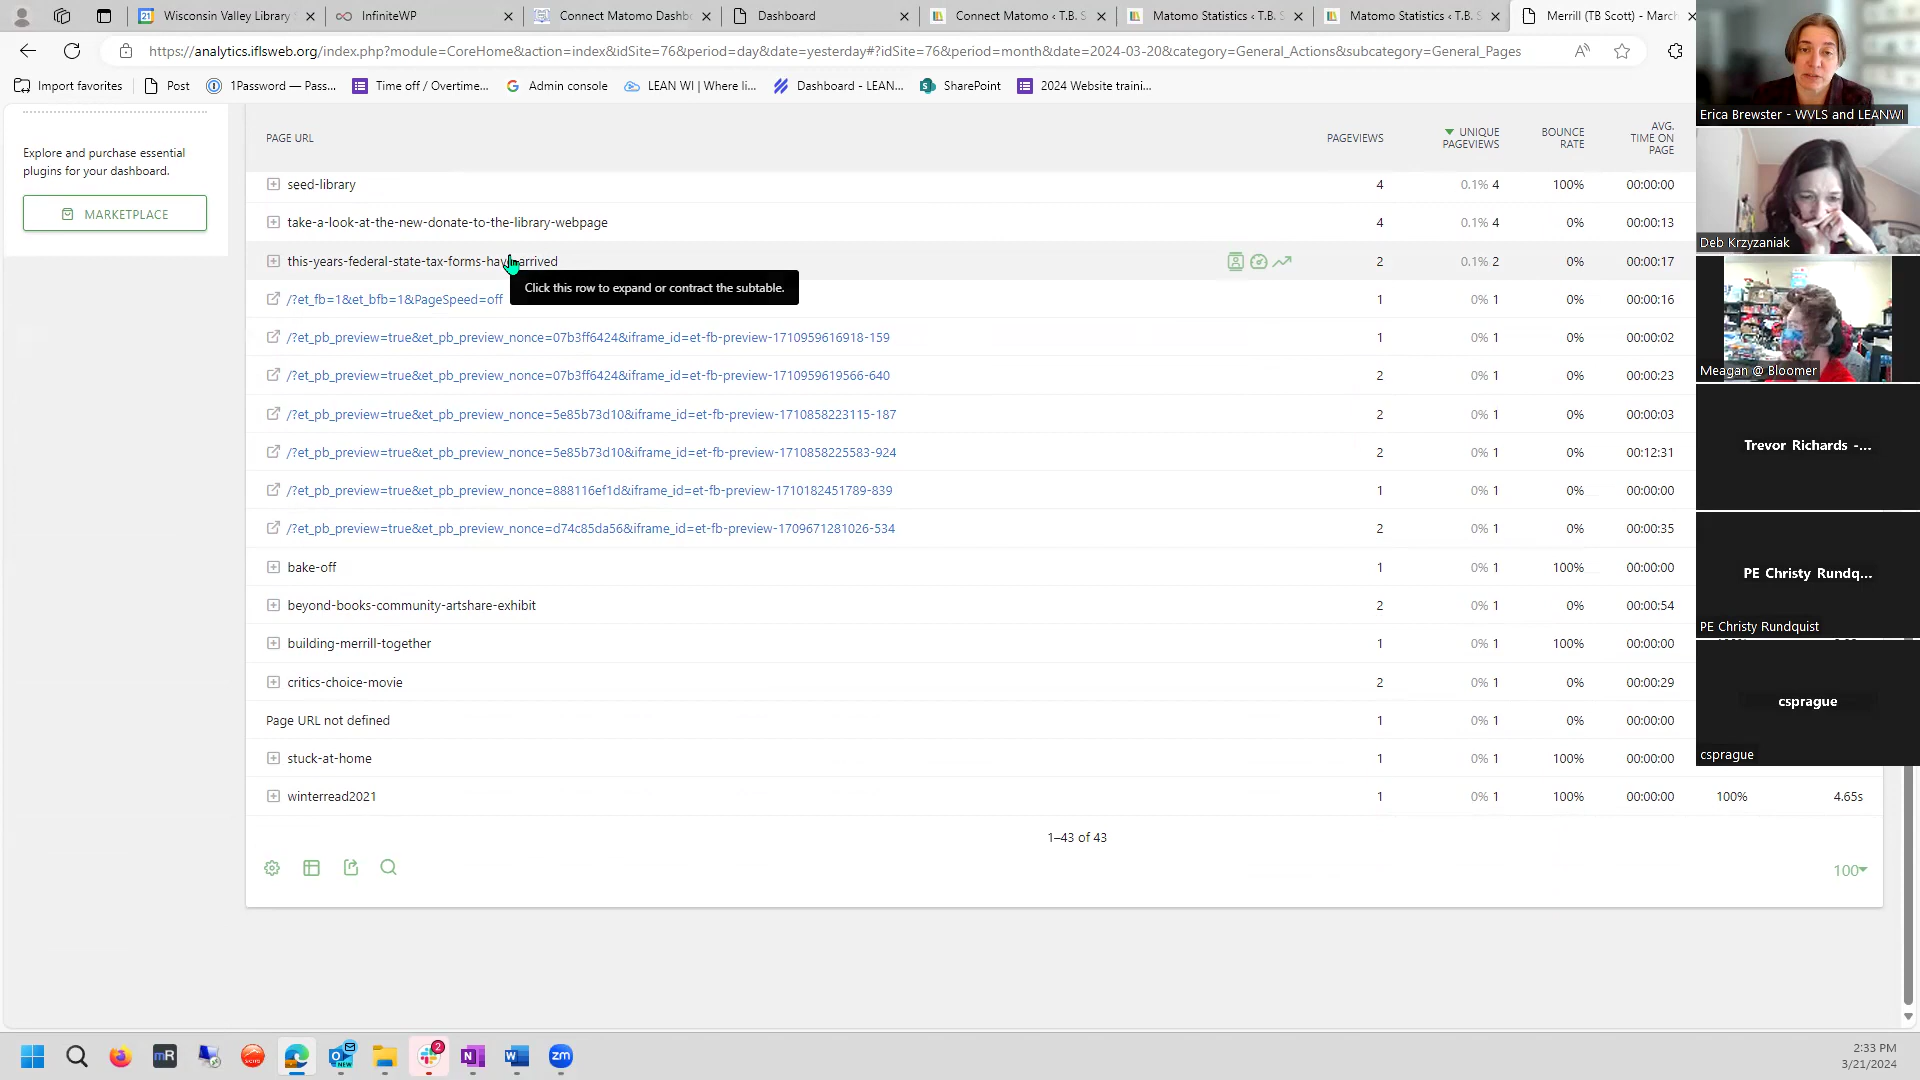 Wisconsin Valley Library
InfiniteWP
Connect Matomo Dashb
Dashboard
Connect Matomo ‹ T.B. S
Matomo Statistics ‹ T.B. S
Matomo Statistics ‹ T.B. S
Merrill (TB Scott) - March
https://analytics.iflsweb.org/index.php?module=CoreHome&action=index&idSite=76&period=day&date=yesterday#?idSite=76&period=month&date=2024-03-20&category=General_Actions&subcategory=General_Pages
Import favorites
Post
1Password — Pass...
Time off / Overtime...
Admin console
LEAN WI | Where li...
Dashboard - LEAN...
SharePoint
2024 Website traini...
Explore and purchase essential
plugins for your dashboard.
MARKETPLACE
PAGE URL PAGEVIEWS UNIQUE PAGEVIEWS BOUNCE RATE AVG. TIME ON PAGE
seed-library 4 0.1% 4 100% 00:00:00
take-a-look-at-the-new-donate-to-the-library-webpage 4 0.1% 4 0% 00:00:13
this-years-federal-state-tax-forms-have-arrived 2 0.1% 2 0% 00:00:17
Click this row to expand or contract the subtable.
/?et_fb=1&et_bfb=1&PageSpeed=off 1 0% 1 0% 00:00:16
/?et_pb_preview=true&et_pb_preview_nonce=07b3ff6424&iframe_id=et-fb-preview-1710959616918-159 1 0% 1 0% 00:00:02
/?et_pb_preview=true&et_pb_preview_nonce=07b3ff6424&iframe_id=et-fb-preview-1710959619566-640 2 0% 1 0% 00:00:23
/?et_pb_preview=true&et_pb_preview_nonce=5e85b73d10&iframe_id=et-fb-preview-1710858223115-187 2 0% 1 0% 00:00:03
/?et_pb_preview=true&et_pb_preview_nonce=5e85b73d10&iframe_id=et-fb-preview-1710858225583-924 2 0% 1 0% 00:12:31
/?et_pb_preview=true&et_pb_preview_nonce=888116ef1d&iframe_id=et-fb-preview-1710182451789-839 1 0% 1 0% 00:00:00
/?et_pb_preview=true&et_pb_preview_nonce=d74c85da56&iframe_id=et-fb-preview-1709671281026-534 2 0% 1 0% 00:00:35
bake-off 1 0% 1 100% 00:00:00
beyond-books-community-artshare-exhibit 2 0% 1 0% 00:00:54
building-merrill-together 1 0% 1 100% 00:00:00
critics-choice-movie 2 0% 1 0% 00:00:29
Page URL not defined 1 0% 1 0% 00:00:00
stuck-at-home 1 0% 1 100% 00:00:00
winterread2021 1 0% 1 100% 00:00:00 100% 4.65s
1–43 of 43
100
Erica Brewster - WVLS and LEANWI
Deb Krzyzaniak
Meagan @ Bloomer
Trevor Richards -...
PE Christy Rundq...
PE Christy Rundquist
csprague
csprague
21
mR
NEW
2
zm
2:33 PM
3/21/2024